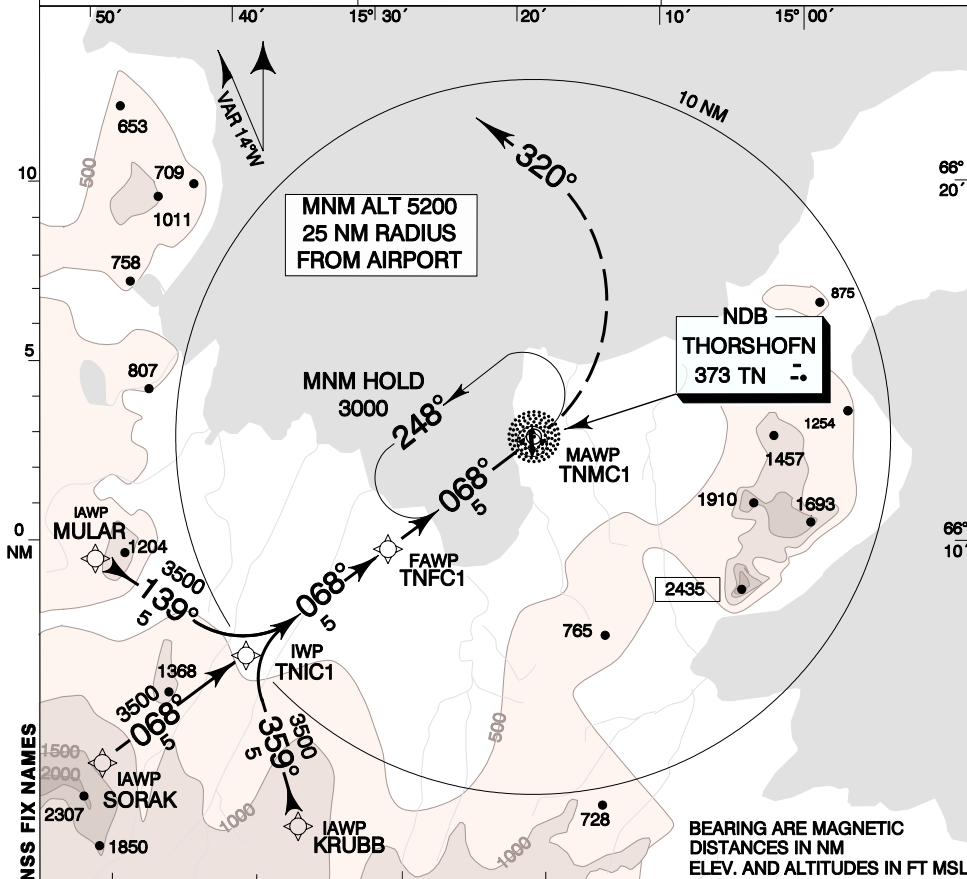 50´
40´
15° 30´
20´
10´
15° 00´
10 NM
VAR 14°W
653
500
709
1011
758
807
10
5
0
NM
320°
MNM ALT 5200
25 NM RADIUS
FROM AIRPORT
66°
20´
875
NDB
THORSHOFN
373 TN
MNM HOLD
3000
248°
1254
1457
1910
1693
MAWP
TNMC1
068°
5
IAWP
MULAR
1204
3500
139°
5
FAWP
TNFC1
068°
5
66°
10´
2435
765
IWP
TNIC1
1368
3500
068°
5
3500
359°
5
500
1500
2000
IAWP
SORAK
2307
1850
1000
IAWP
KRUBB
728
1000
NSS FIX NAMES
BEARING ARE MAGNETIC
DISTANCES IN NM
ELEV. AND ALTITUDES IN FT MSL